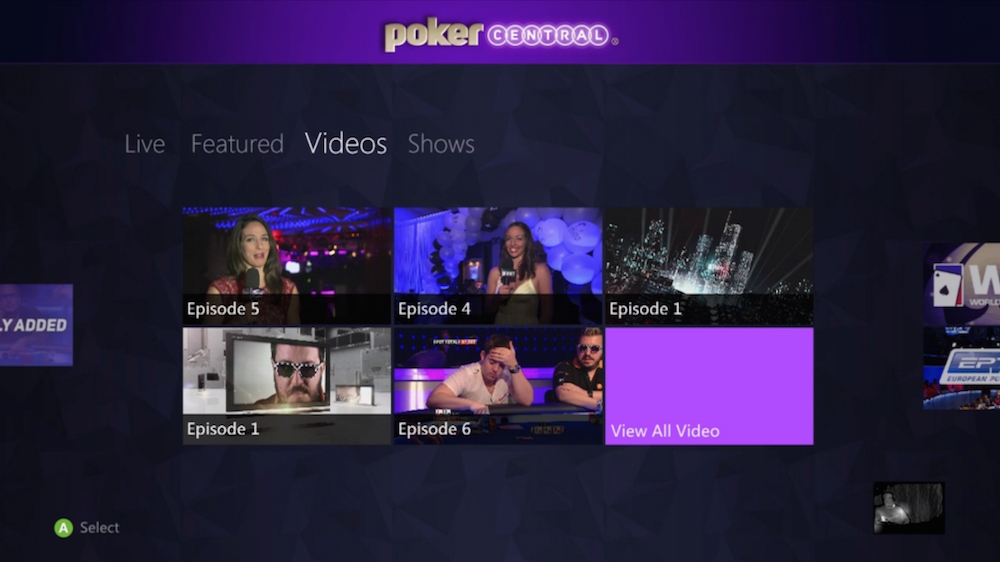 poker CENTRAL
Live Featured Videos Shows
LY ADDED
Episode 5
Episode 4
Episode 1
Episode 1
Episode 6
View All Video
W
WORLD
EP
EUROPEAN
A Select